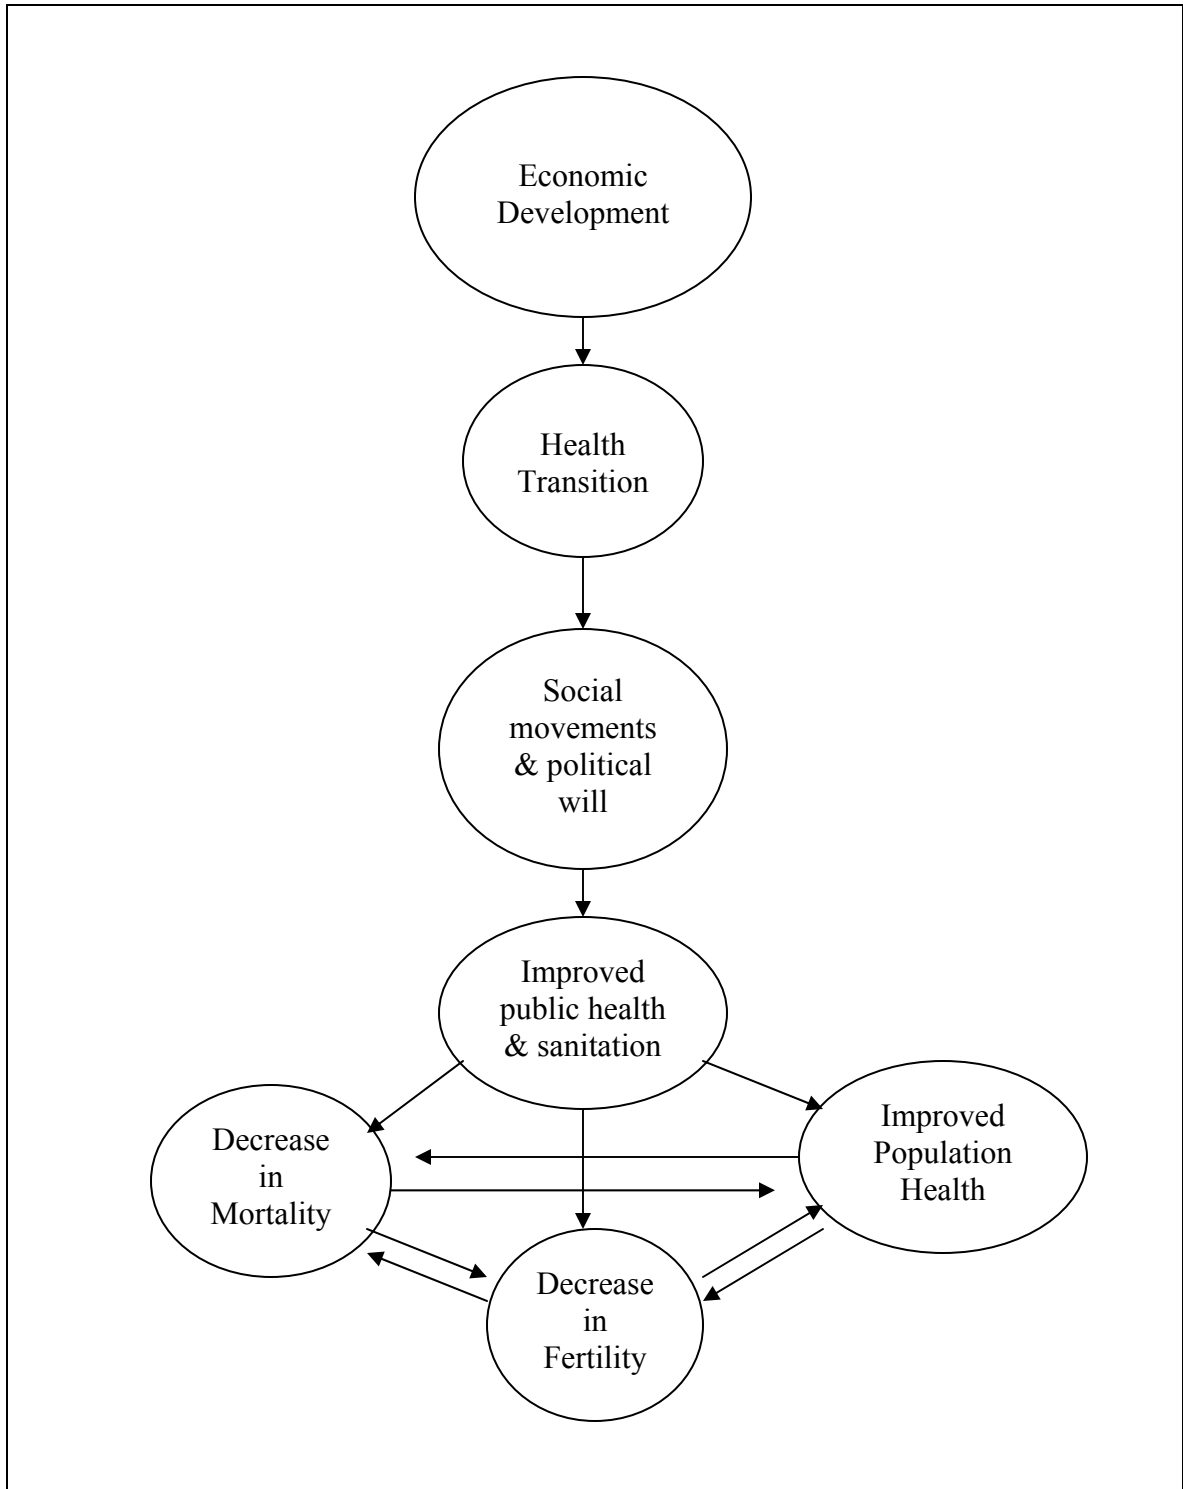 Economic
Development
Health
Transition
Social
movements
& political
will
Improved
public health
& sanitation
Decrease
in
Mortality
Improved
Population
Health
Decrease
in
Fertility